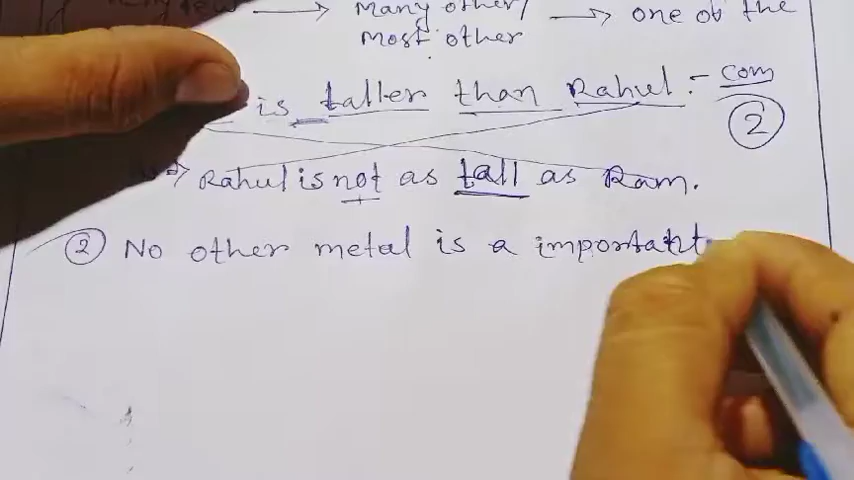 → many other/ → one of the
most other
is taller than Rahul :- com
②
⇒ Rahul is not as tall as Ram.
② No other metal is a important